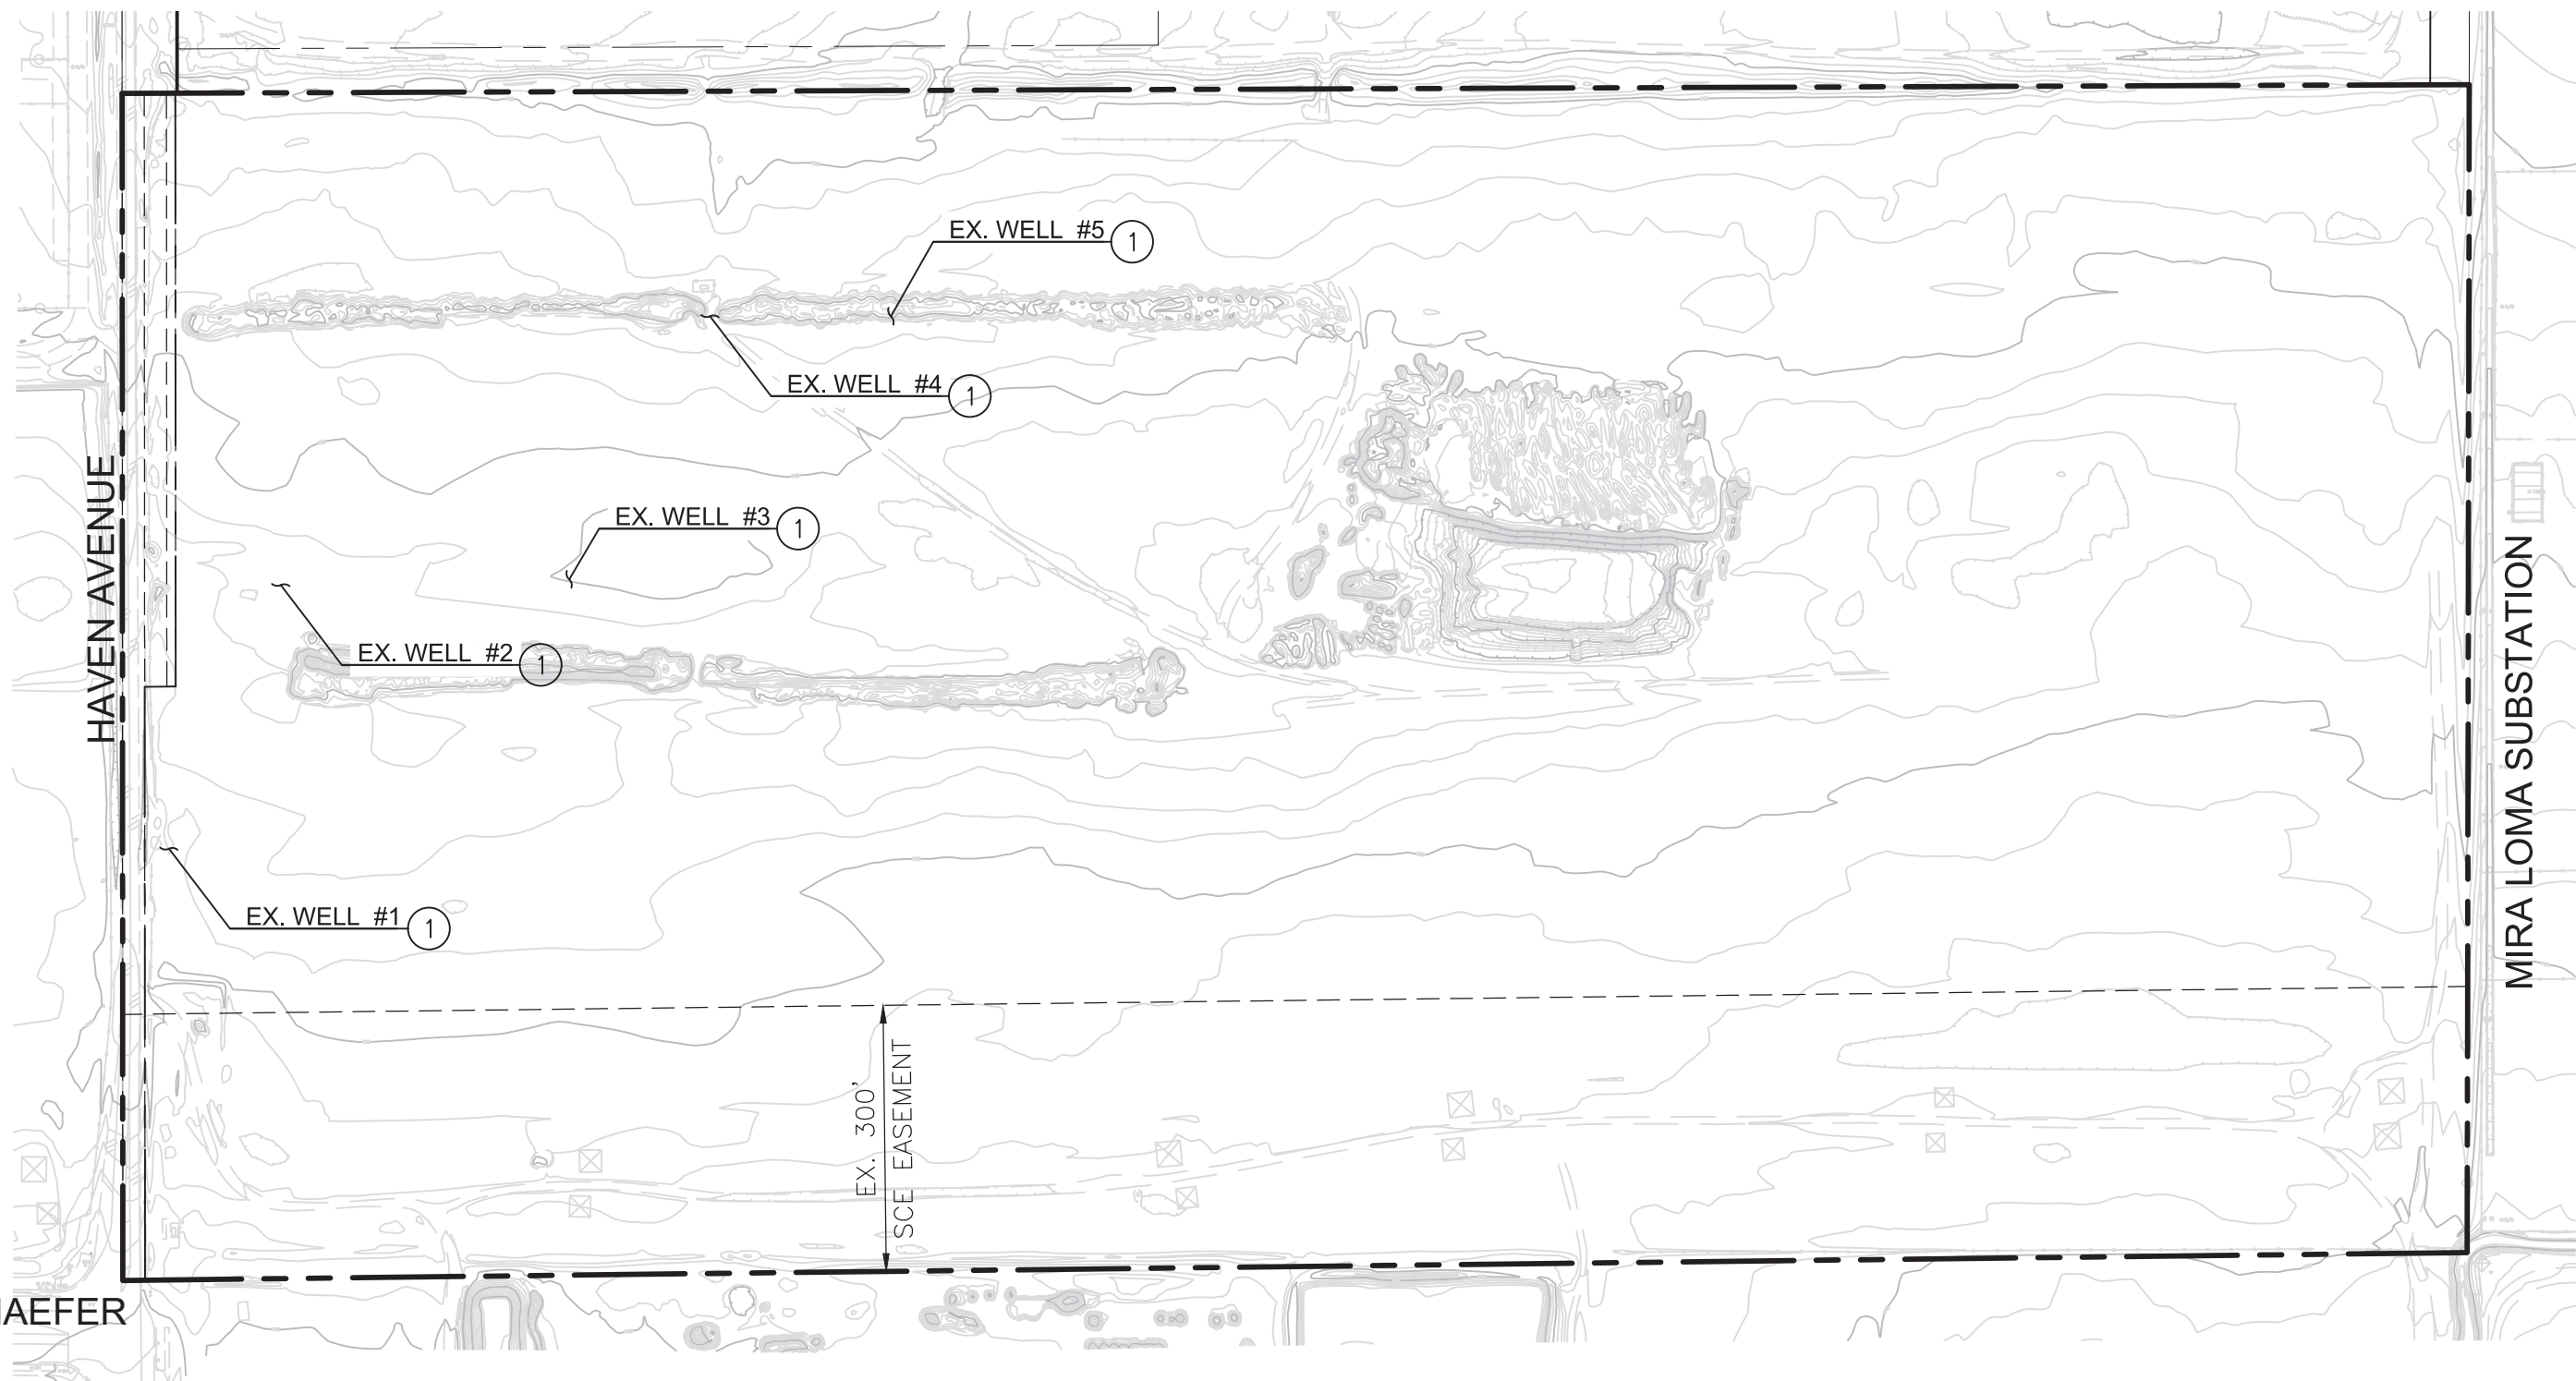 EX. WELL #5 1
EX. WELL #4 1
EX. WELL #3 1
EX. WELL #2 1
EX. WELL #1 1
HAVEN AVENUE
MIRA LOMA SUBSTATION
EX. 300'
SCE EASEMENT
AEFER